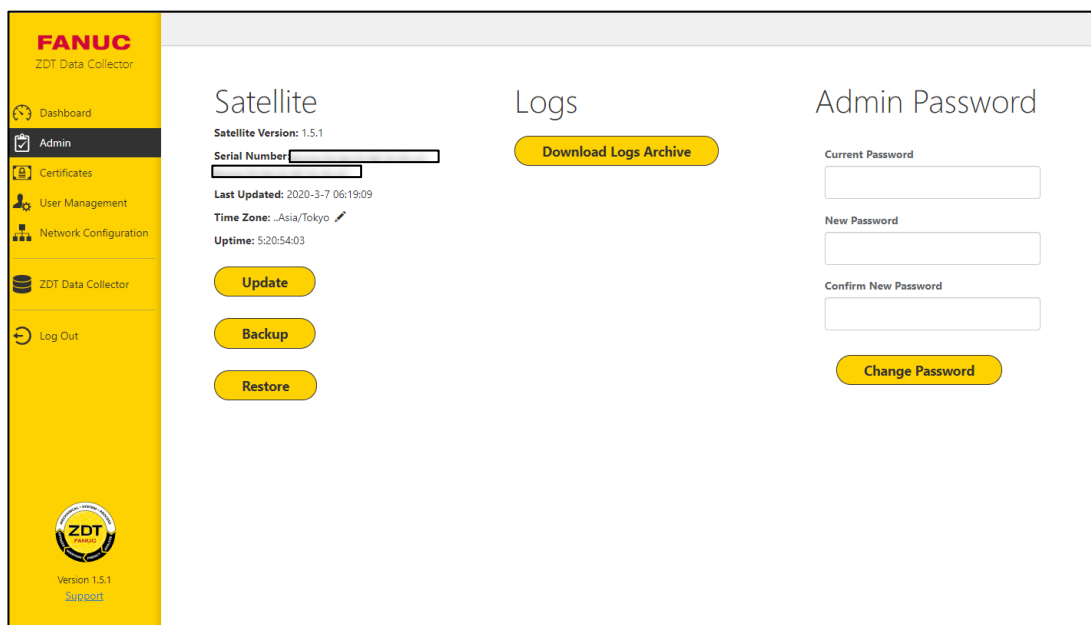 FANUC
ZDT Data Collector
Dashboard
Admin
Certificates
User Management
Network Configuration
ZDT Data Collector
Log Out
ZDT
FANUC
Version 1.5.1
Support
Satellite
Satellite Version: 1.5.1
Serial Number:
Last Updated: 2020-3-7 06:19:09
Time Zone: ..Asia/Tokyo
Uptime: 5:20:54:03
Update
Backup
Restore
Logs
Download Logs Archive
Admin Password
Current Password
New Password
Confirm New Password
Change Password